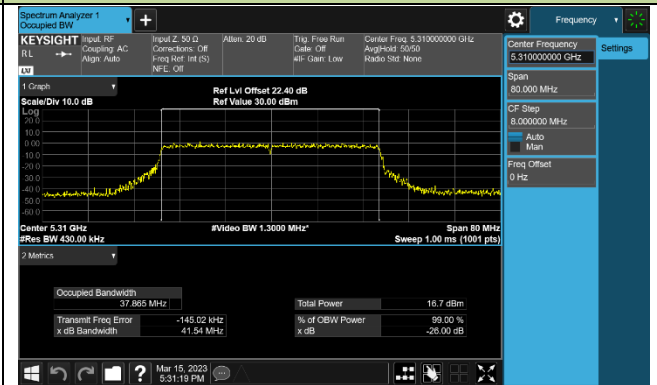 Spectrum Analyzer 1
Occupied BW
Frequency
KEYSIGHT
RL
LXI
Input: RF
Coupling: AC
Align: Auto
Input Z: 50 Ω
Corrections: Off
Freq Ref: Int (S)
NFE: Off
Atten: 20 dB
Trig: Free Run
Gate: Off
#IF Gain: Low
Center Freq: 5.310000000 GHz
Avg|Hold: 50/50
Radio Std: None
Center Frequency
5.310000000 GHz
Settings
Span
80.000 MHz
CF Step
8.000000 MHz
Auto
Man
Freq Offset
0 Hz
1 Graph
Scale/Div 10.0 dB
Ref Lvl Offset 22.40 dB
Ref Value 30.00 dBm
Log
20.0
10.0
0.00
-10.0
-20.0
-30.0
-40.0
-50.0
-60.0
Center 5.31 GHz
#Res BW 430.00 kHz
#Video BW 1.3000 MHz*
Span 80 MHz
Sweep 1.00 ms (1001 pts)
2 Metrics
Occupied Bandwidth
37.865 MHz
Total Power 16.7 dBm
Transmit Freq Error -145.02 kHz
% of OBW Power 99.00 %
x dB Bandwidth 41.54 MHz
x dB -26.00 dB
?
Mar 15, 2023
5:31:19 PM